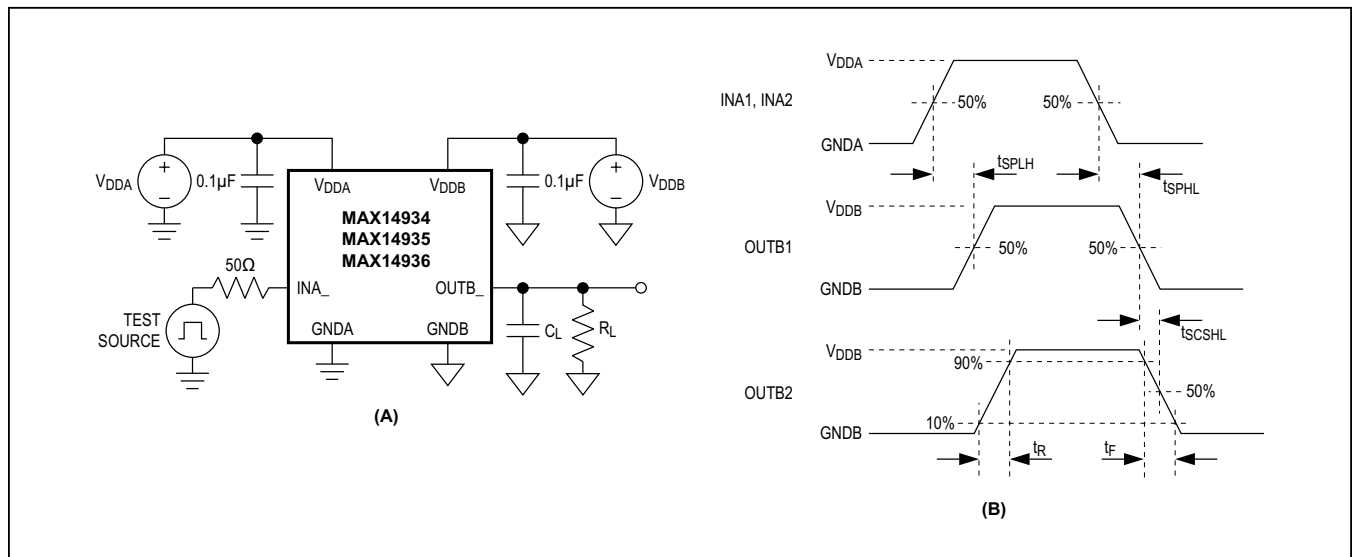 VDDA
0.1µF
VDDA
VDDB
0.1µF
VDDB
MAX14934
MAX14935
MAX14936
50Ω
INA_
OUTB_
TEST
SOURCE
GNDA
GNDB
CL
RL
(A)
VDDA
INA1, INA2
50%
50%
GNDA
tSPLH
tSPHL
VDDB
OUTB1
50%
50%
GNDB
tSCSHL
VDDB
90%
OUTB2
50%
10%
GNDB
tR
tF
(B)